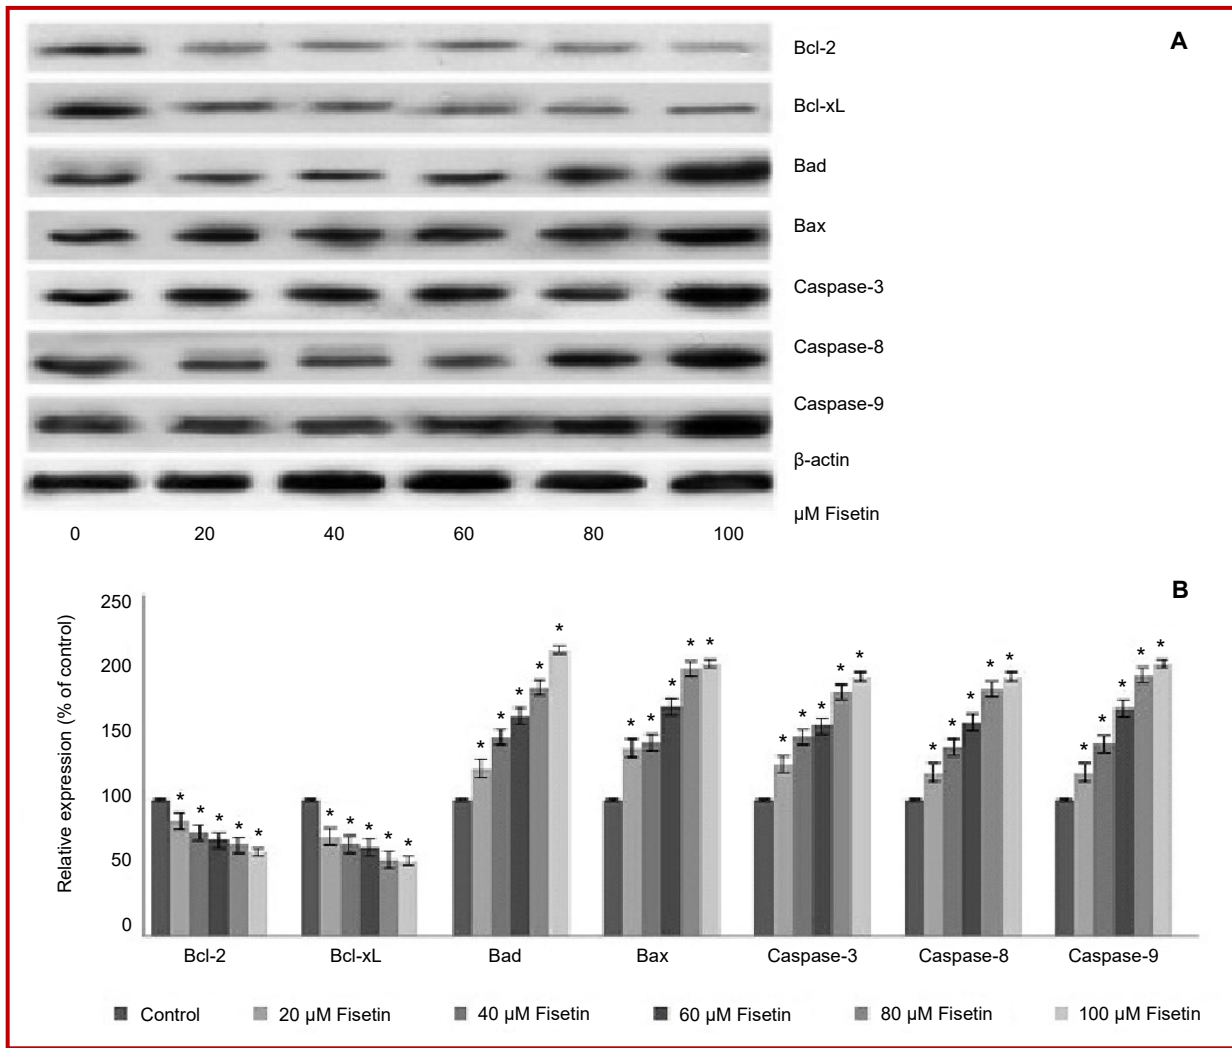 A
Bcl-2
Bcl-xL
Bad
Bax
Caspase-3
Caspase-8
Caspase-9
β-actin
µM Fisetin
0 20 40 60 80 100
B
Relative expression (% of control)
250
200
150
100
50
0
* * * * *
* * * * *
* * * * *
* * * * *
* * * * *
* * * * *
* * * * *
Bcl-2 Bcl-xL Bad Bax Caspase-3 Caspase-8 Caspase-9
Control 20 µM Fisetin 40 µM Fisetin 60 µM Fisetin 80 µM Fisetin 100 µM Fisetin